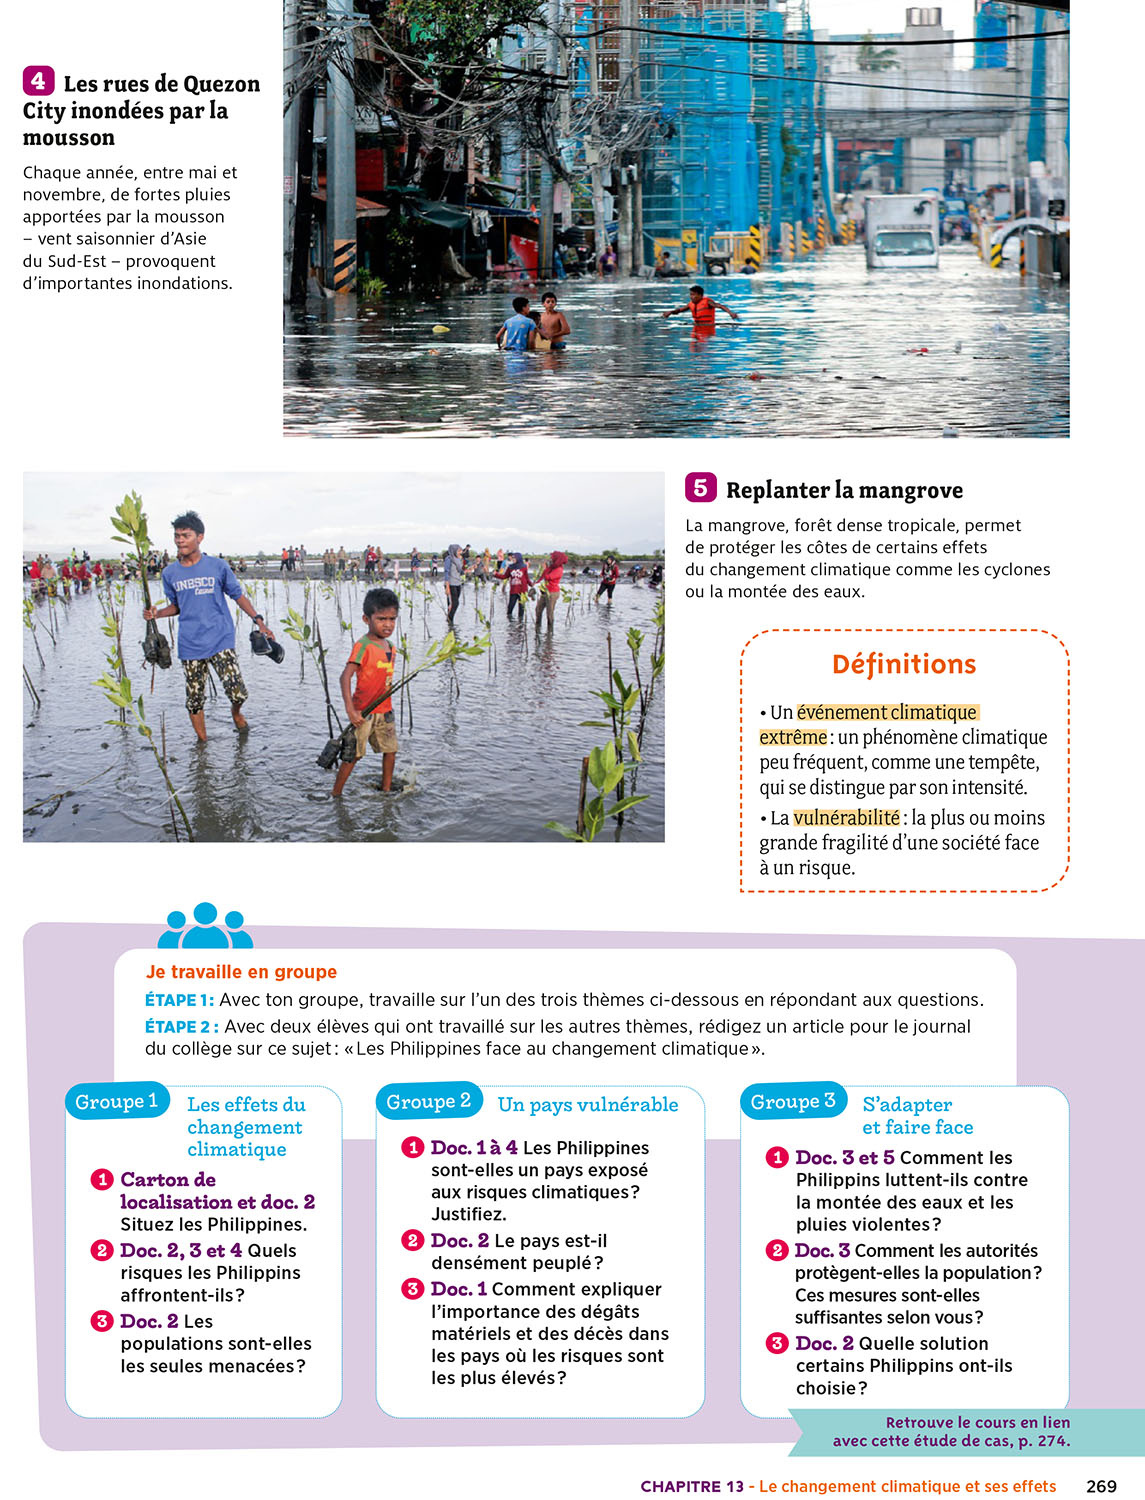 4 Les rues de Quezon
City inondées par la
mousson
Chaque année, entre mai et
novembre, de fortes pluies
apportées par la mousson
– vent saisonnier d'Asie
du Sud-Est – provoquent
d'importantes inondations.
UNESCO
5 Replanter la mangrove
La mangrove, forêt dense tropicale, permet
de protéger les côtes de certains effets
du changement climatique comme les cyclones
ou la montée des eaux.
Définitions
• Un événement climatique
extrême : un phénomène climatique
peu fréquent, comme une tempête,
qui se distingue par son intensité.
• La vulnérabilité : la plus ou moins
grande fragilité d'une société face
à un risque.
Je travaille en groupe
ÉTAPE 1 : Avec ton groupe, travaille sur l'un des trois thèmes ci-dessous en répondant aux questions.
ÉTAPE 2 : Avec deux élèves qui ont travaillé sur les autres thèmes, rédigez un article pour le journal
du collège sur ce sujet : « Les Philippines face au changement climatique ».
Groupe 1 Les effets du
changement
climatique
1 Carton de
localisation et doc. 2
Situez les Philippines.
2 Doc. 2, 3 et 4 Quels
risques les Philippins
affrontent-ils ?
3 Doc. 2 Les
populations sont-elles
les seules menacées ?
Groupe 2 Un pays vulnérable
1 Doc. 1 à 4 Les Philippines
sont-elles un pays exposé
aux risques climatiques ?
Justifiez.
2 Doc. 2 Le pays est-il
densément peuplé ?
3 Doc. 1 Comment expliquer
l'importance des dégâts
matériels et des décès dans
les pays où les risques sont
les plus élevés ?
Groupe 3 S'adapter
et faire face
1 Doc. 3 et 5 Comment les
Philippins luttent-ils contre
la montée des eaux et les
pluies violentes ?
2 Doc. 3 Comment les autorités
protègent-elles la population ?
Ces mesures sont-elles
suffisantes selon vous ?
3 Doc. 2 Quelle solution
certains Philippins ont-ils
choisie ?
Retrouve le cours en lien
avec cette étude de cas, p. 274.
CHAPITRE 13 - Le changement climatique et ses effets 269